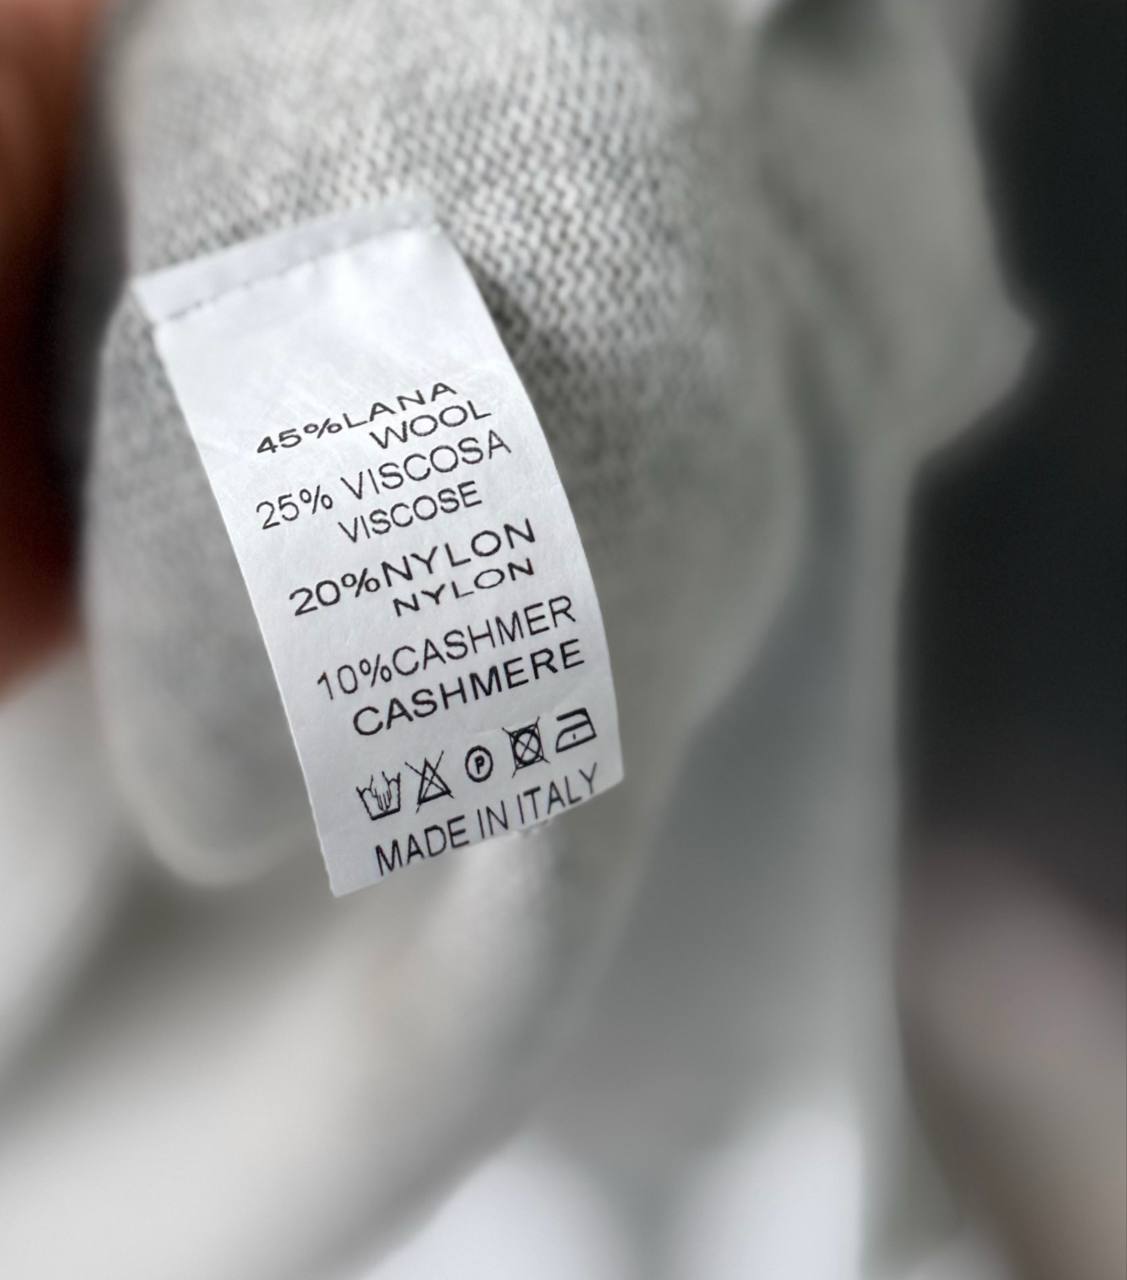 45%LANA
WOOL
25% VISCOSA
VISCOSE
20%NYLON
NYLON
10%CASHMER
CASHMERE
P
MADE IN ITALY